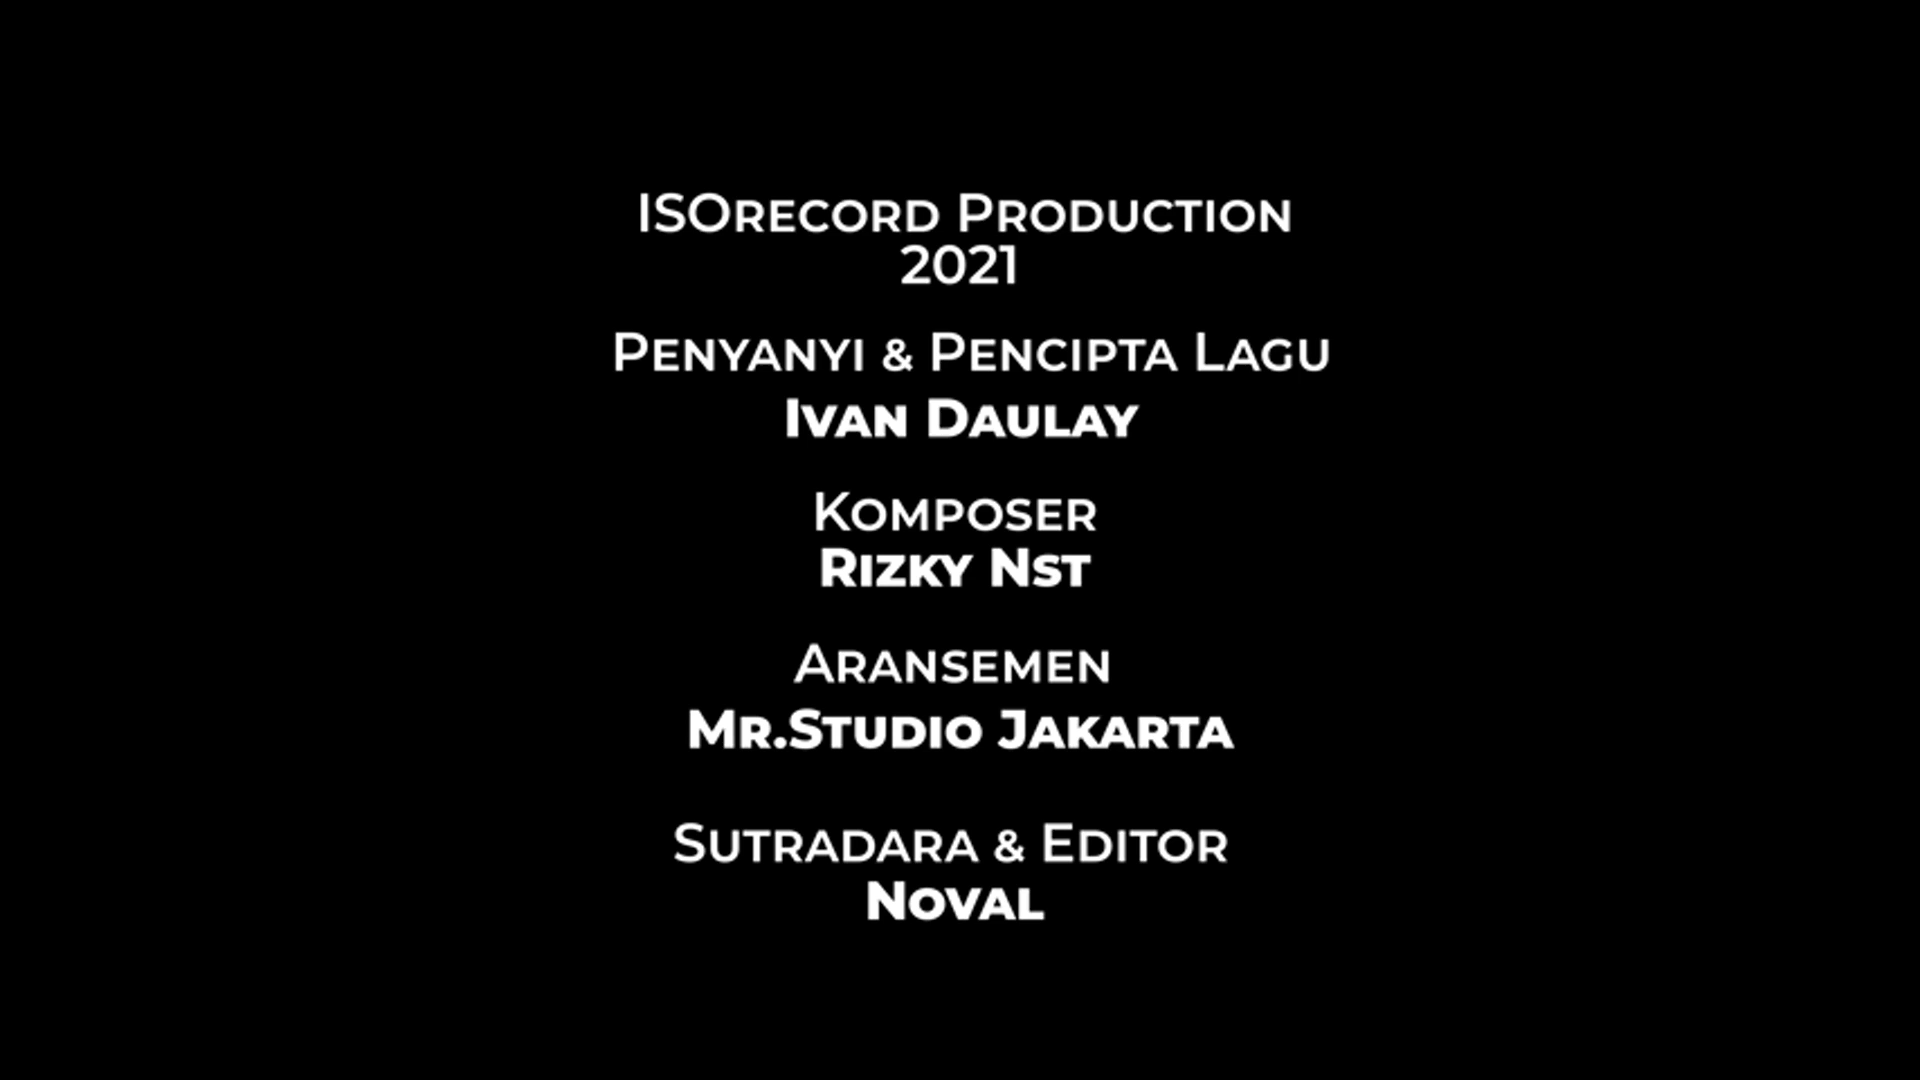 ISOrecord Production
2021
Penyanyi & Pencipta Lagu
Ivan Daulay
Komposer
Rizky Nst
Aransemen
Mr.Studio Jakarta
Sutradara & Editor
Noval